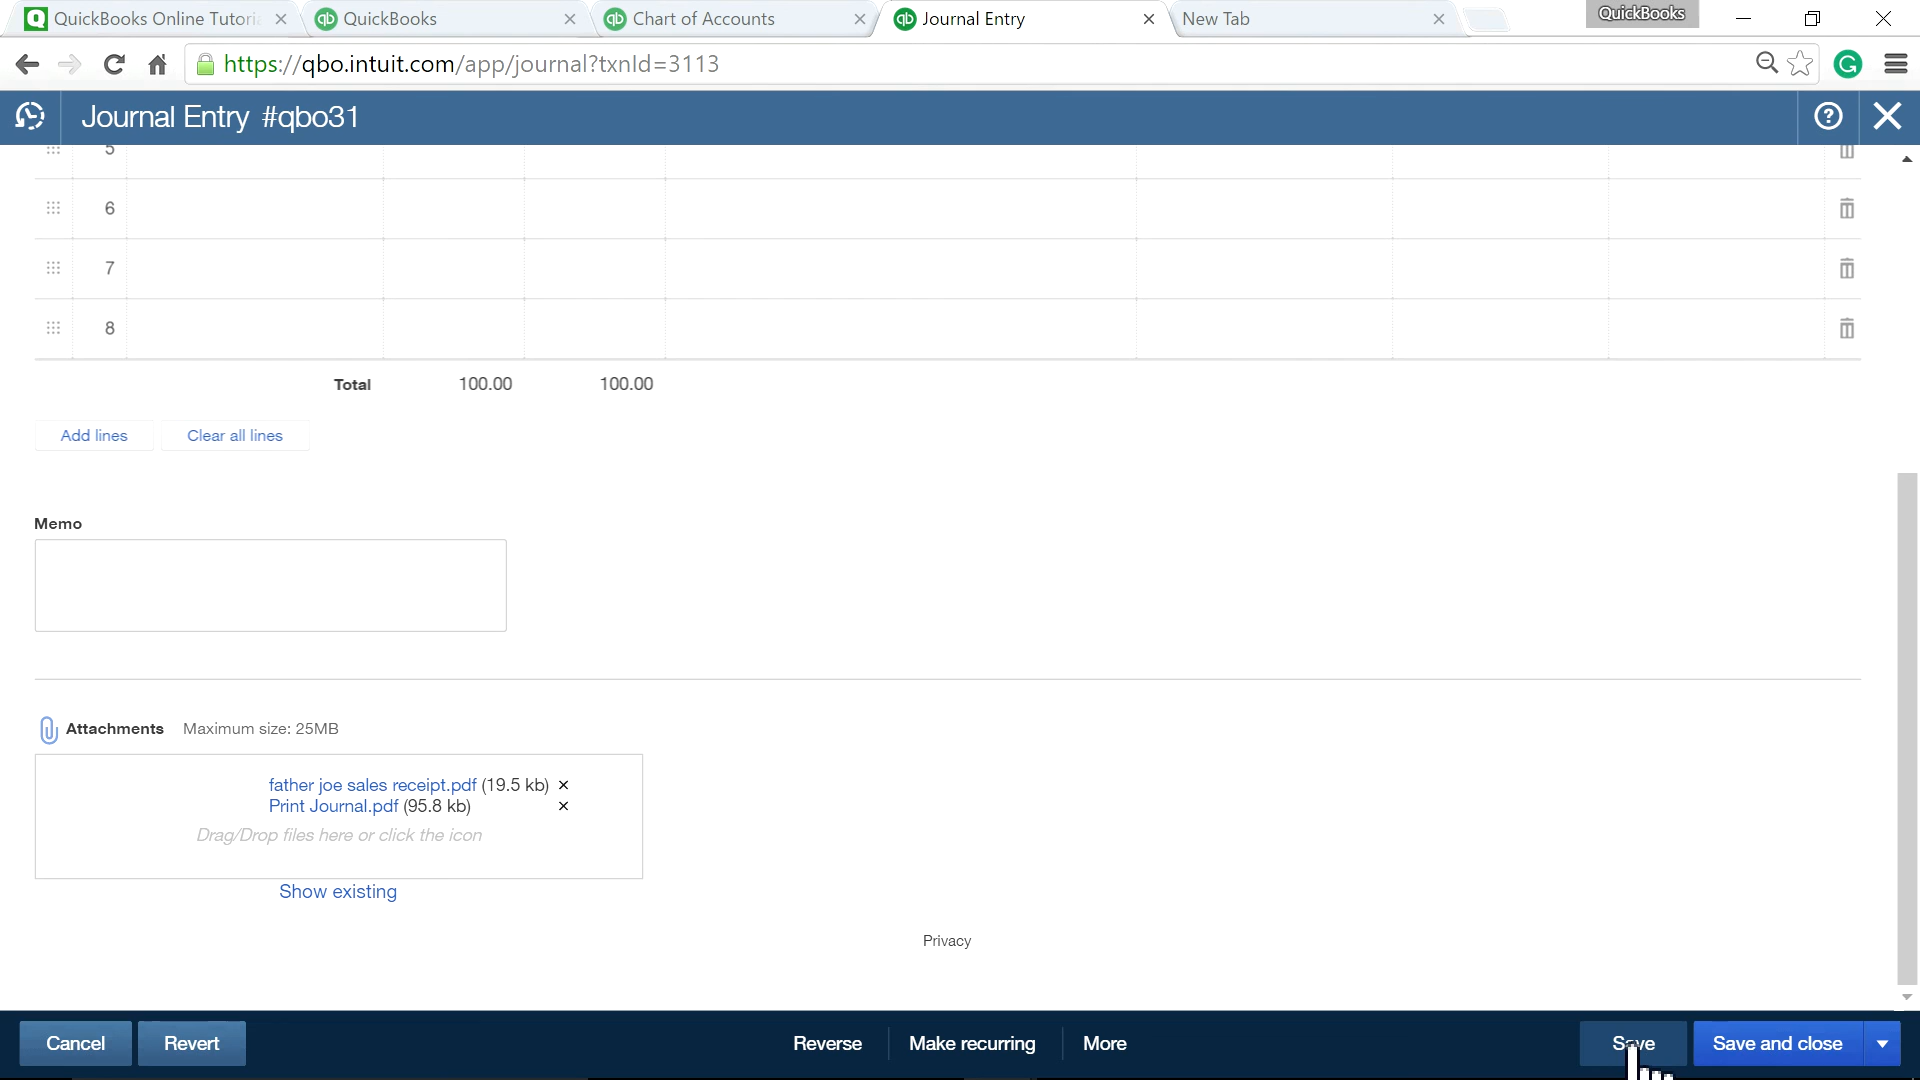 QuickBooks Online Tutori
QuickBooks
Chart of Accounts
Journal Entry
New Tab
QuickBooks
https://qbo.intuit.com/app/journal?txnId=3113
Journal Entry #qbo31
5
6
7
8
Total 100.00 100.00
Add lines Clear all lines
Memo
Attachments Maximum size: 25MB
father joe sales receipt.pdf (19.5 kb) ×
Print Journal.pdf (95.8 kb) ×
Drag/Drop files here or click the icon
Show existing
Privacy
Cancel Revert Reverse Make recurring More Save Save and close